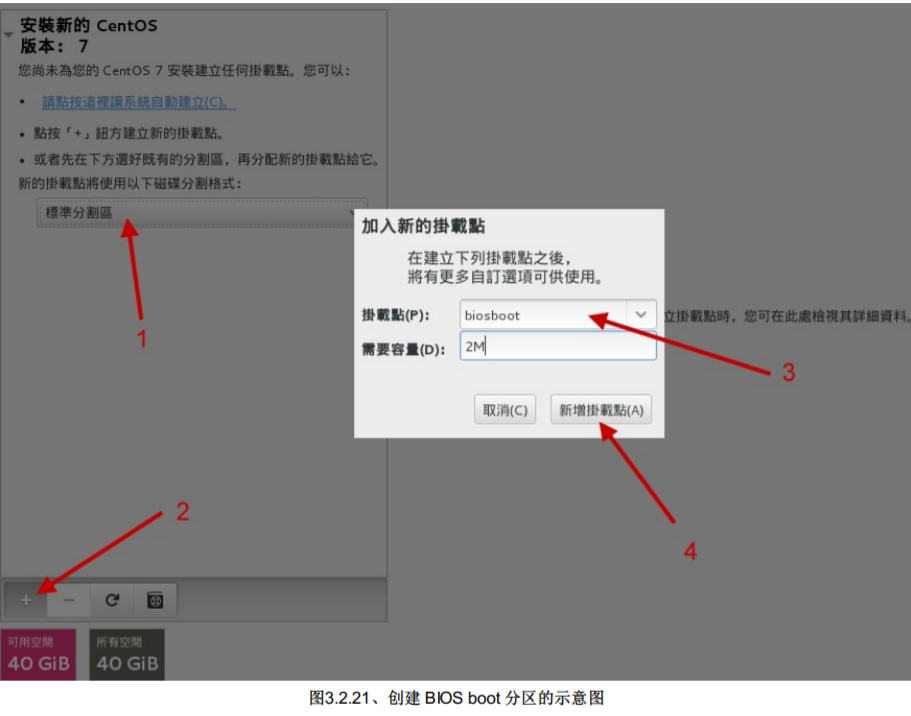 安裝新的 CentOS
版本： 7
您尚未為您的 CentOS 7 安裝建立任何掛載點。您可以：
• 請點按這裡讓系統自動建立(C)。
• 點按「+」鈕方建立新的掛載點。
• 或者先在下方選好既有的分割區，再分配新的掛載點給它。
新的掛載點將使用以下磁碟分割格式：
標準分割區
1
加入新的掛載點
在建立下列掛載點之後，
將有更多自訂選項可供使用。
掛載點(P)： biosboot
立掛載點時，您可在此處檢視其詳細資料。
需要容量(D)： 2M
3
取消(C) 新增掛載點(A)
2
4
+ −
可用空間
40 GiB
所有空間
40 GiB
图3.2.21、创建 BIOS boot 分区的示意图